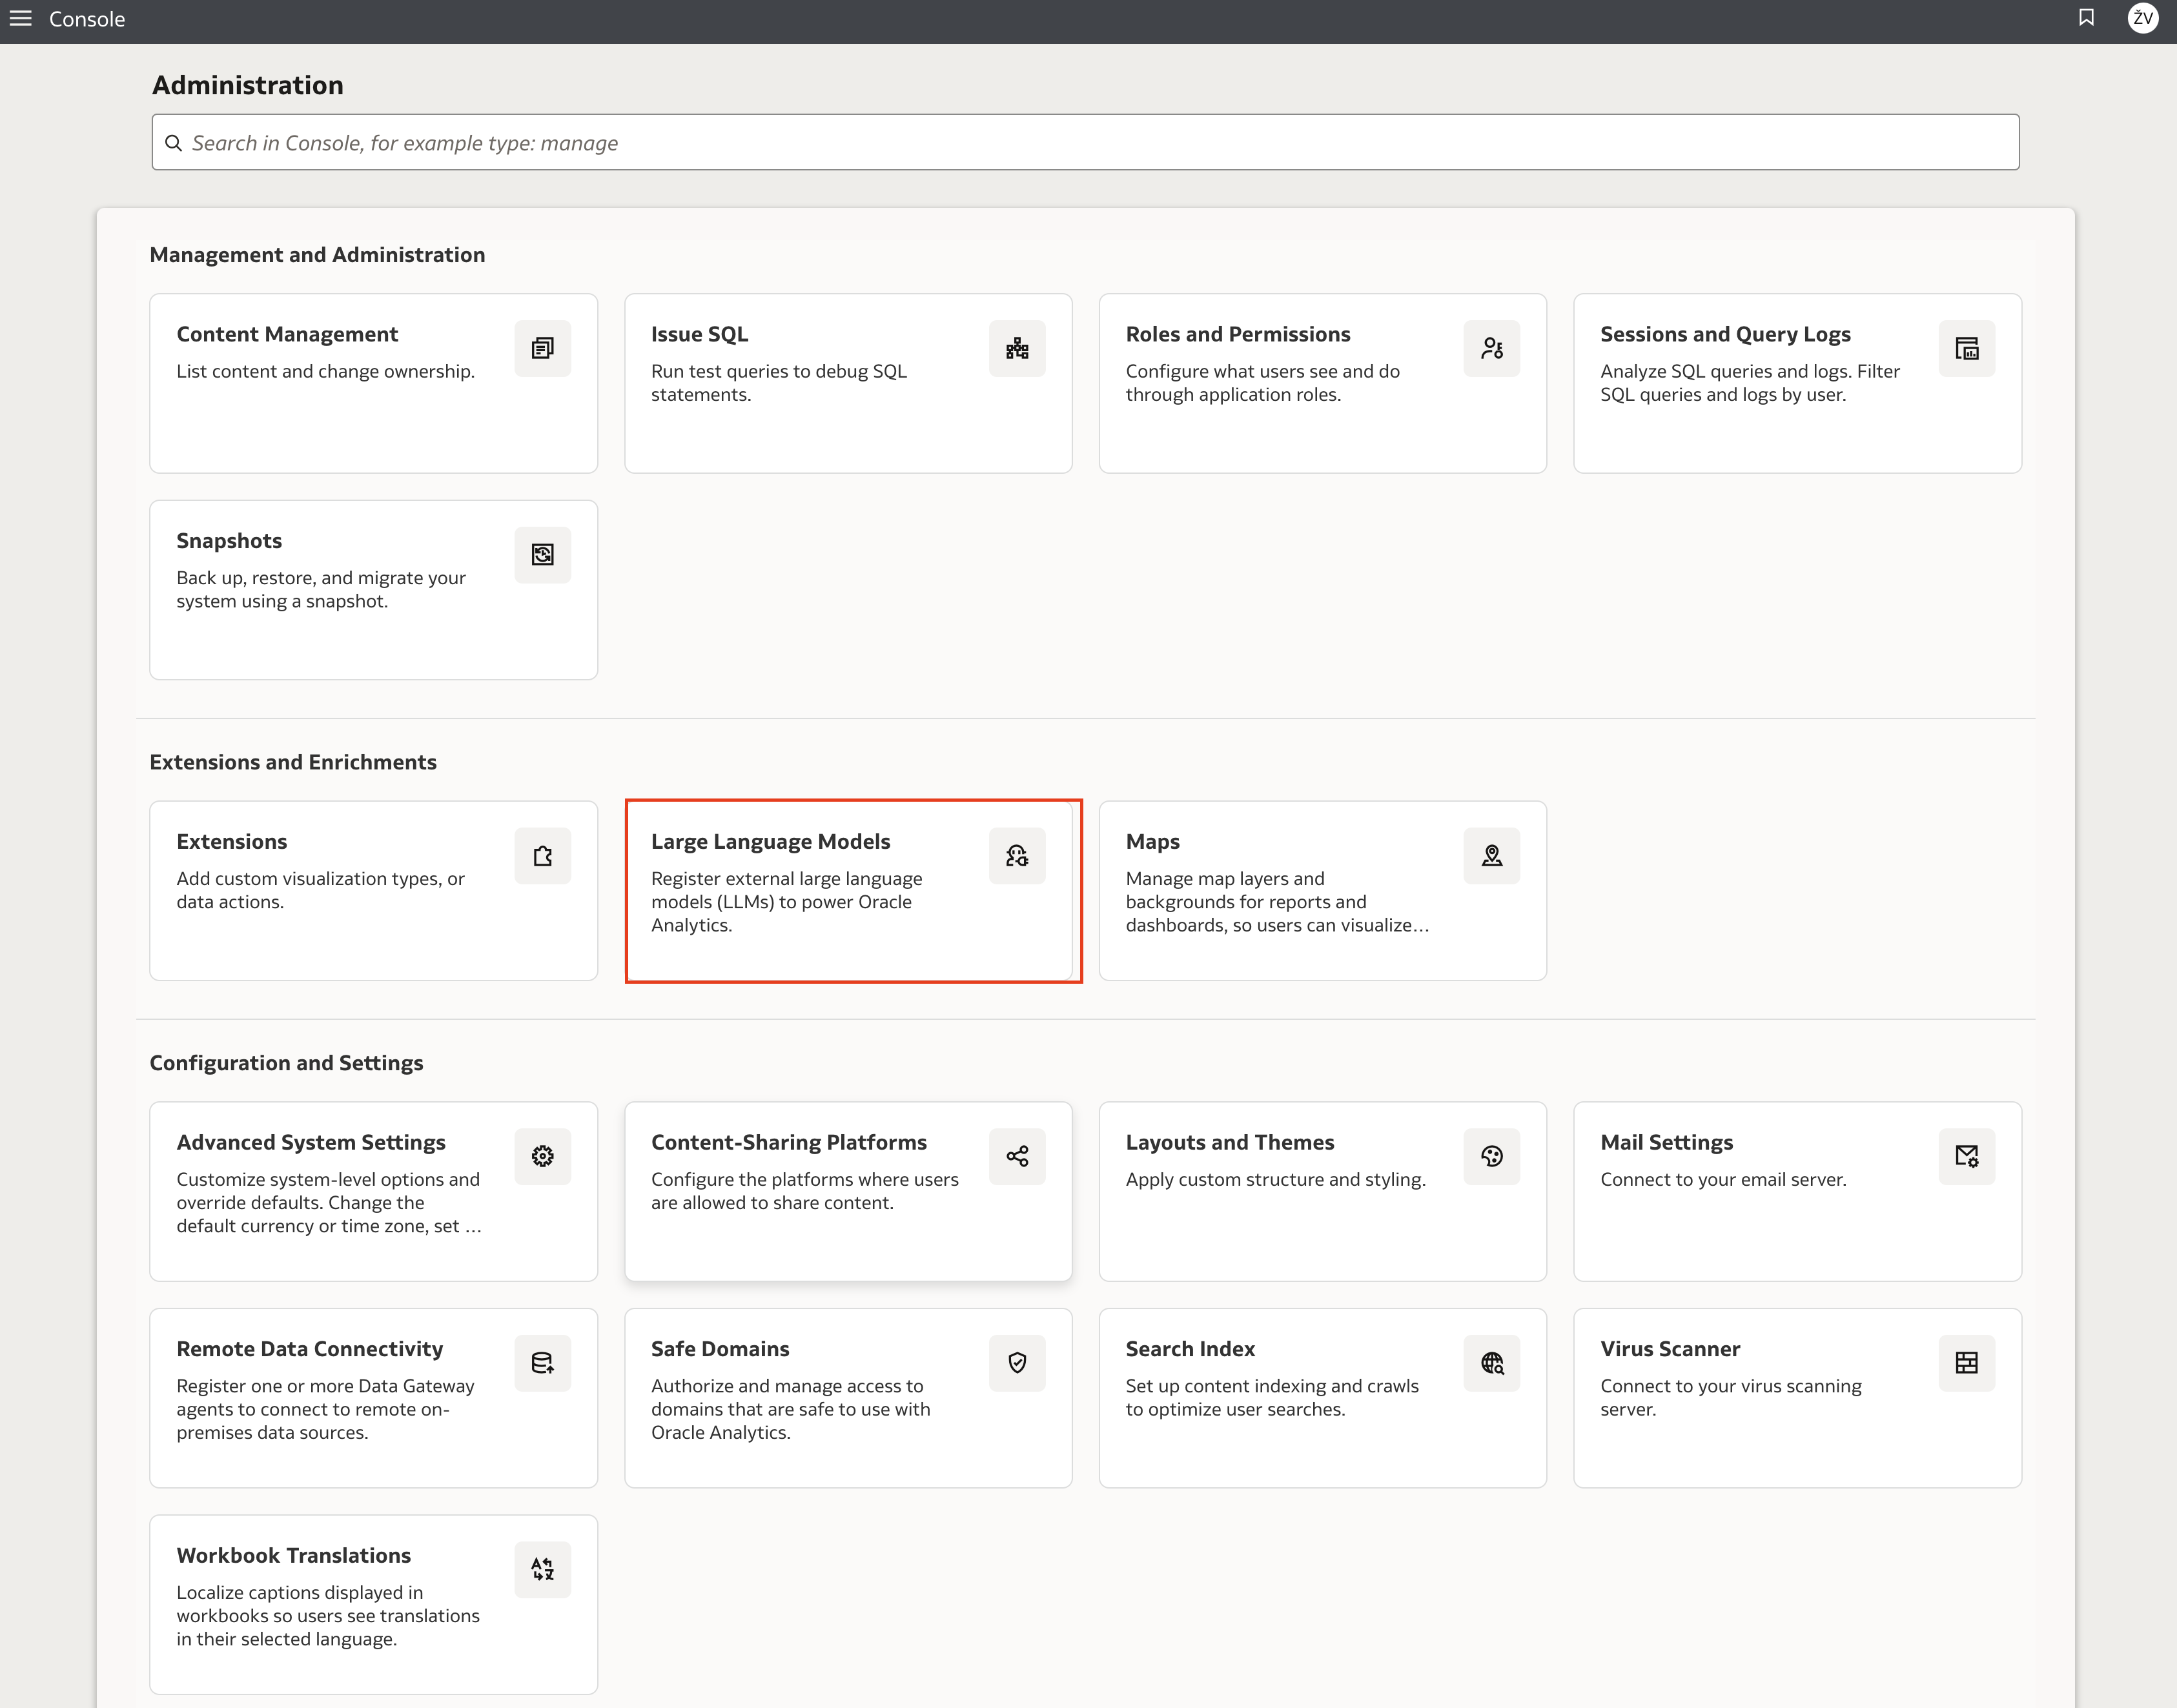 Console
ŽV
Administration
Search in Console, for example type: manage
Management and Administration
Content Management
List content and change ownership.
Issue SQL
Run test queries to debug SQL
statements.
Roles and Permissions
Configure what users see and do
through application roles.
Sessions and Query Logs
Analyze SQL queries and logs. Filter
SQL queries and logs by user.
Snapshots
Back up, restore, and migrate your
system using a snapshot.
Extensions and Enrichments
Extensions
Add custom visualization types, or
data actions.
Large Language Models
Register external large language
models (LLMs) to power Oracle
Analytics.
Maps
Manage map layers and
backgrounds for reports and
dashboards, so users can visualize...
Configuration and Settings
Advanced System Settings
Customize system-level options and
override defaults. Change the
default currency or time zone, set ...
Content-Sharing Platforms
Configure the platforms where users
are allowed to share content.
Layouts and Themes
Apply custom structure and styling.
Mail Settings
Connect to your email server.
Remote Data Connectivity
Register one or more Data Gateway
agents to connect to remote on-
premises data sources.
Safe Domains
Authorize and manage access to
domains that are safe to use with
Oracle Analytics.
Search Index
Set up content indexing and crawls
to optimize user searches.
Virus Scanner
Connect to your virus scanning
server.
Workbook Translations
Localize captions displayed in
workbooks so users see translations
in their selected language.